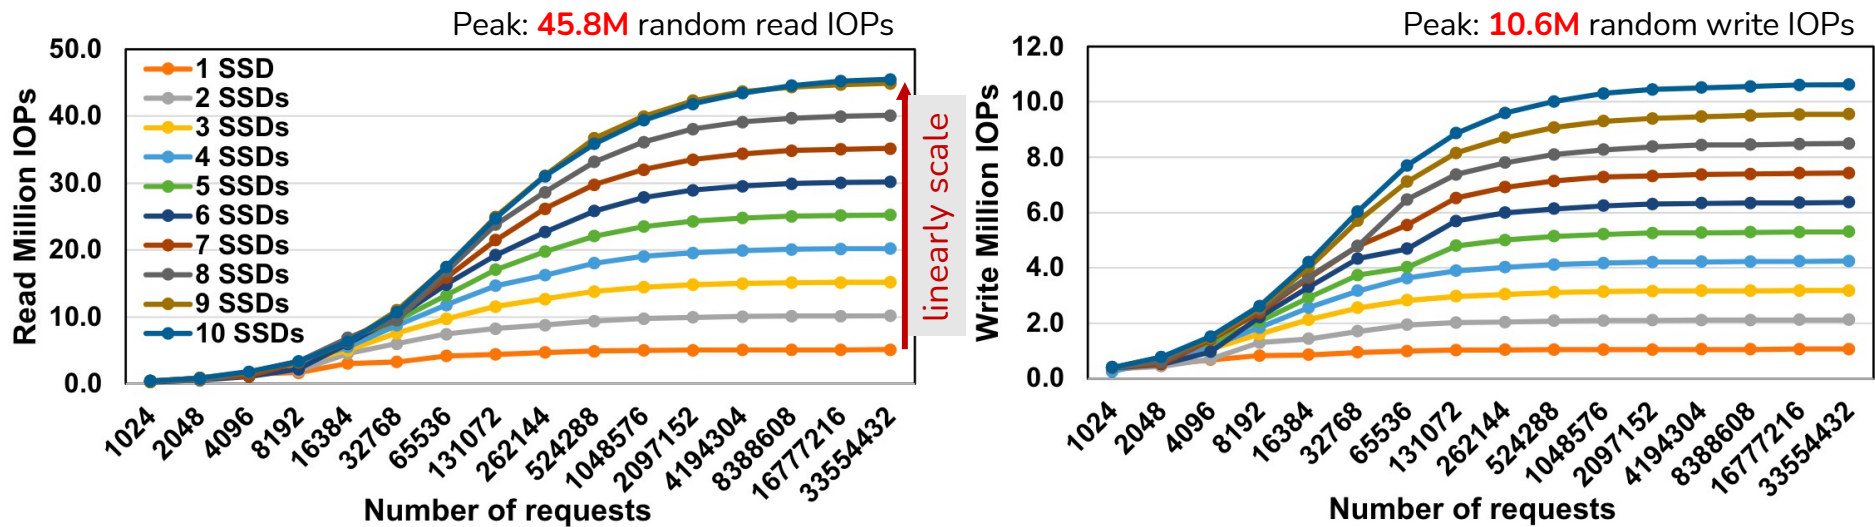 Peak: 45.8M random read IOPs
50.0
40.0
30.0
20.0
10.0
0.0
Read Million IOPs
1 SSD
2 SSDs
3 SSDs
4 SSDs
5 SSDs
6 SSDs
7 SSDs
8 SSDs
9 SSDs
10 SSDs
linearly scale
1024
2048
4096
8192
16384
32768
65536
131072
262144
524288
1048576
2097152
4194304
8388608
16777216
33554432
Number of requests
Peak: 10.6M random write IOPs
12.0
10.0
8.0
6.0
4.0
2.0
0.0
Write Million IOPs
1024
2048
4096
8192
16384
32768
65536
131072
262144
524288
1048576
2097152
4194304
8388608
16777216
33554432
Number of requests